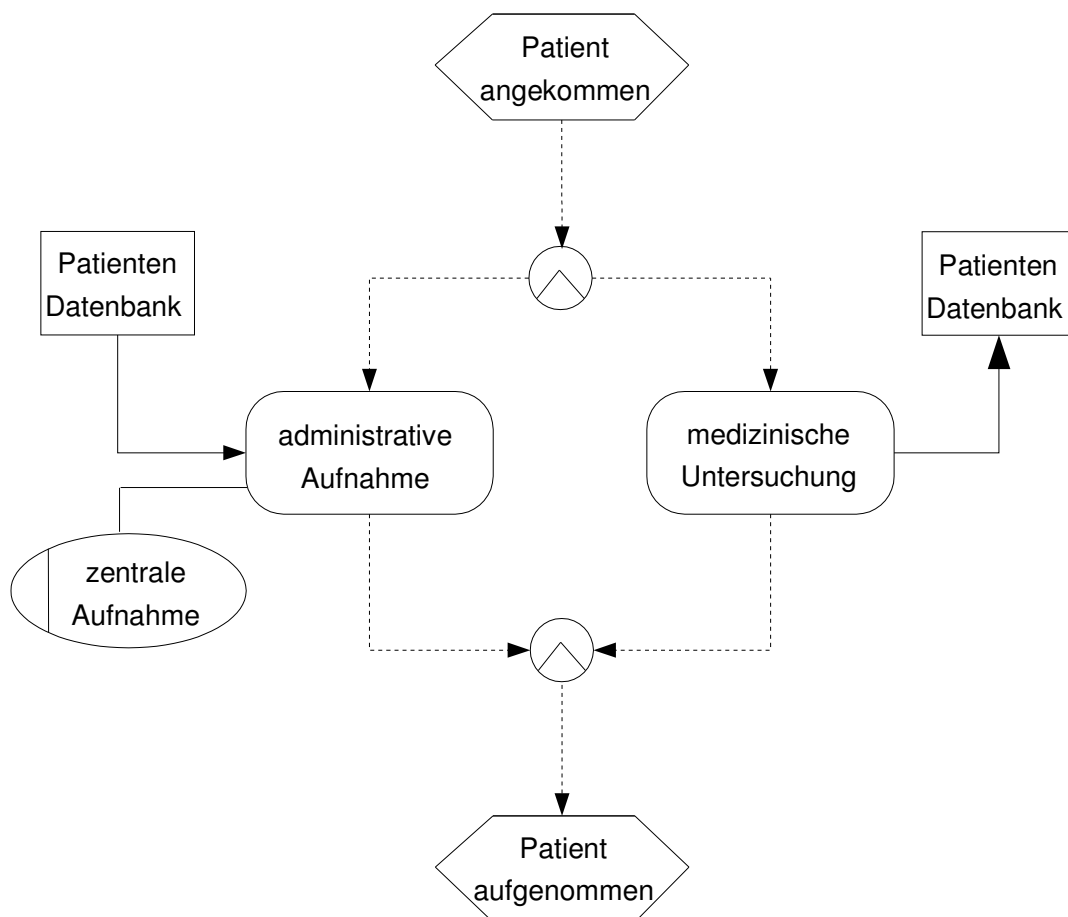 Patient
angekommen
Patienten
Datenbank
Patienten
Datenbank
administrative
Aufnahme
medizinische
Untersuchung
zentrale
Aufnahme
Patient
aufgenommen